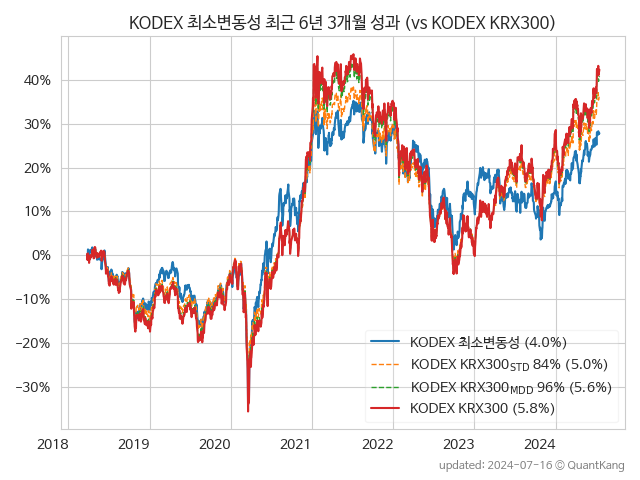 KODEX 최소변동성 최근 6년 3개월 성과 (vs KODEX KRX300)
40%
30%
20%
10%
0%
−10%
−20%
−30%
KODEX 최소변동성 (4.0%)
KODEX KRX300STD 84% (5.0%)
KODEX KRX300MDD 96% (5.6%)
KODEX KRX300 (5.8%)
2018 2019 2020 2021 2022 2023 2024
updated: 2024-07-16 © QuantKang